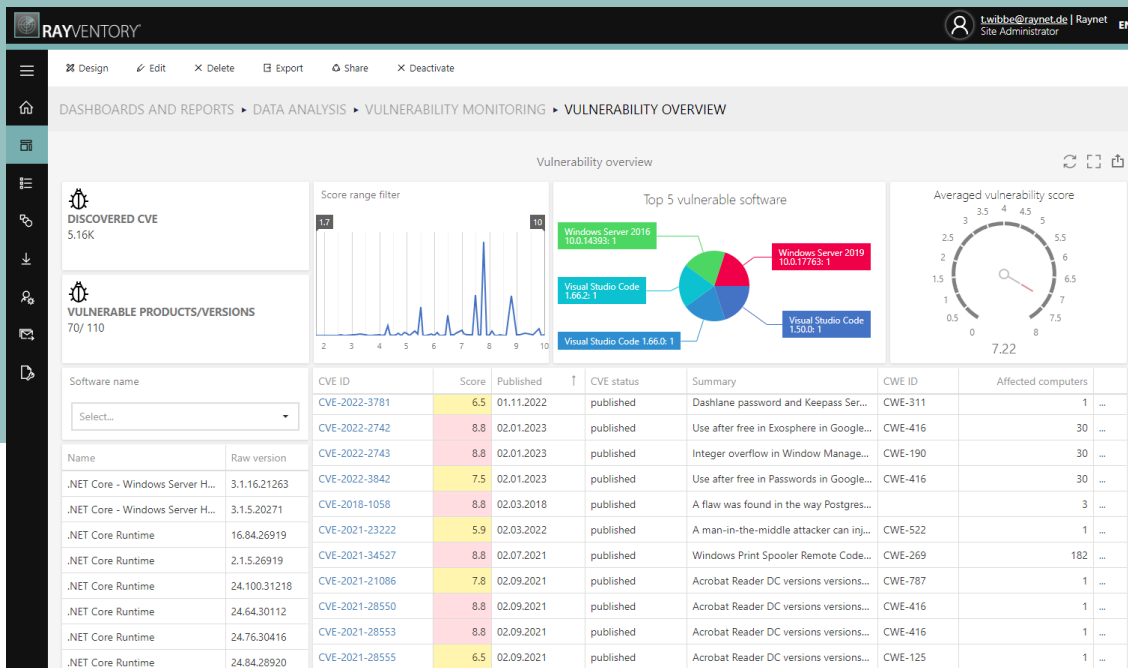 RAYVENTORY
t.wibbe@raynet.de | Raynet
Site Administrator
EN
Design Edit Delete Export Share Deactivate
DASHBOARDS AND REPORTS ▸ DATA ANALYSIS ▸ VULNERABILITY MONITORING ▸ VULNERABILITY OVERVIEW
Vulnerability overview
DISCOVERED CVE
5.16K
VULNERABLE PRODUCTS/VERSIONS
70/ 110
Score range filter
1.7 10
2 3 4 5 6 7 8 9 10
Top 5 vulnerable software
Windows Server 2016
10.0.14393: 1
Windows Server 2019
10.0.17763: 1
Visual Studio Code
1.66.2: 1
Visual Studio Code
1.50.0: 1
Visual Studio Code 1.66.0: 1
Averaged vulnerability score
0 0.5 1 1.5 2 2.5 3 3.5 4 4.5 5 5.5 6 6.5 7 7.5 8
7.22
Software name
Select...
Name Raw version
.NET Core - Windows Server H... 3.1.16.21263
.NET Core - Windows Server H... 3.1.5.20271
.NET Core Runtime 16.84.26919
.NET Core Runtime 2.1.5.26919
.NET Core Runtime 24.100.31218
.NET Core Runtime 24.64.30112
.NET Core Runtime 24.76.30416
.NET Core Runtime 24.84.28920
CVE ID Score Published ↑ CVE status Summary CWE ID Affected computers
CVE-2022-3781 6.5 01.11.2022 published Dashlane password and Keepass Ser... CWE-311 1 ...
CVE-2022-2742 8.8 02.01.2023 published Use after free in Exosphere in Google... CWE-416 30 ...
CVE-2022-2743 8.8 02.01.2023 published Integer overflow in Window Manage... CWE-190 30 ...
CVE-2022-3842 7.5 02.01.2023 published Use after free in Passwords in Google... CWE-416 30 ...
CVE-2018-1058 8.8 02.03.2018 published A flaw was found in the way Postgres... 3 ...
CVE-2021-23222 5.9 02.03.2022 published A man-in-the-middle attacker can inj... CWE-522 1 ...
CVE-2021-34527 8.8 02.07.2021 published Windows Print Spooler Remote Code... CWE-269 182 ...
CVE-2021-21086 7.8 02.09.2021 published Acrobat Reader DC versions versions... CWE-787 1 ...
CVE-2021-28550 8.8 02.09.2021 published Acrobat Reader DC versions versions... CWE-416 1 ...
CVE-2021-28553 8.8 02.09.2021 published Acrobat Reader DC versions versions... CWE-416 1 ...
CVE-2021-28555 6.5 02.09.2021 published Acrobat Reader DC versions versions... CWE-125 1 ...